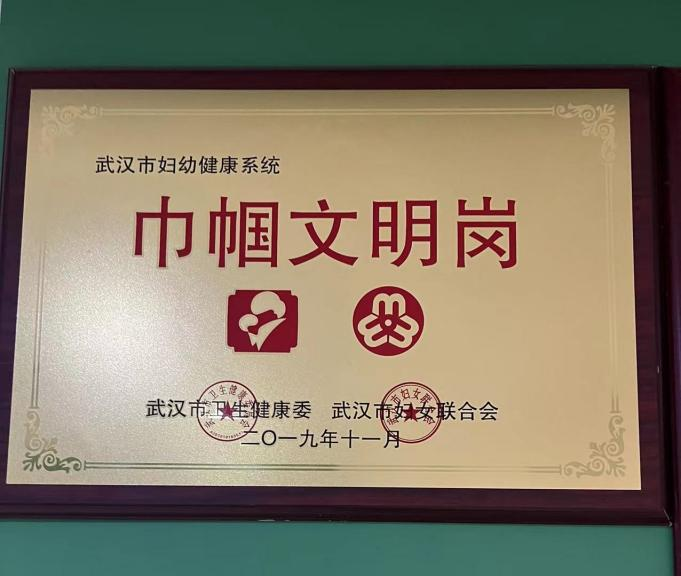 武汉市妇幼健康系统
巾帼文明岗
武汉市卫生健康委 武汉市妇女联合会
二〇一九年十一月